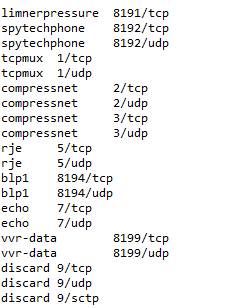 limnerpressure 8191/tcp
spytechphone 8192/tcp
spytechphone 8192/udp
tcpmux 1/tcp
tcpmux 1/udp
compressnet 2/tcp
compressnet 2/udp
compressnet 3/tcp
compressnet 3/udp
rje 5/tcp
rje 5/udp
blp1 8194/tcp
blp1 8194/udp
echo 7/tcp
echo 7/udp
vvr-data 8199/tcp
vvr-data 8199/udp
discard 9/tcp
discard 9/udp
discard 9/sctp